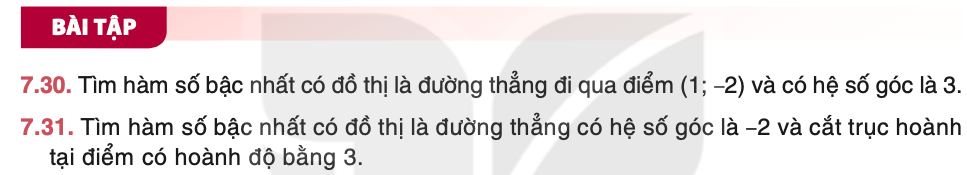 BÀI TẬP
7.30. Tìm hàm số bậc nhất có đồ thị là đường thẳng đi qua điểm (1; –2) và có hệ số góc là 3.
7.31. Tìm hàm số bậc nhất có đồ thị là đường thẳng có hệ số góc là –2 và cắt trục hoành
tại điểm có hoành độ bằng 3.